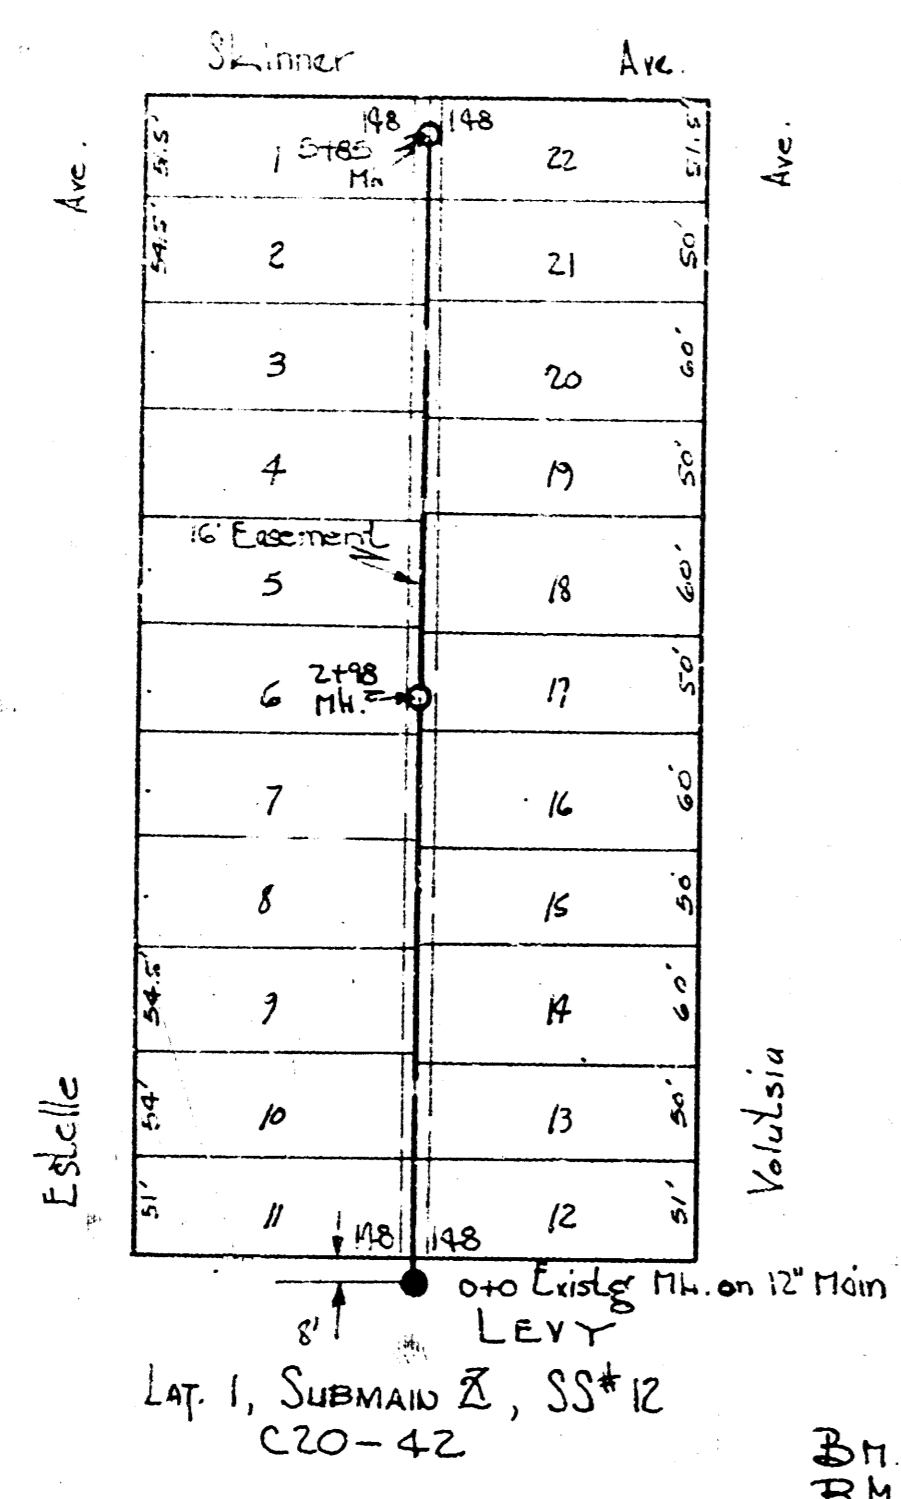 Skinner Ave.
Ave. Ave.
148 148
51.5' 1 5+85 22 51.5'
Mh
54.5' 2 21 50'
3 20 60'
4 19 50'
16' Easement
5 18 60'
2+98
6 MH. 17 50'
7 16 60'
8 15 50'
54.5' 9 14 60'
54' 10 13 50'
Estelle Volutsia
51' 11 12 51'
148 148
0+0 Existg Mh. on 12" Main
8' LEVY
LAT. 1, SUBMAIN Z, SS#12
C20-42
BM.
BM